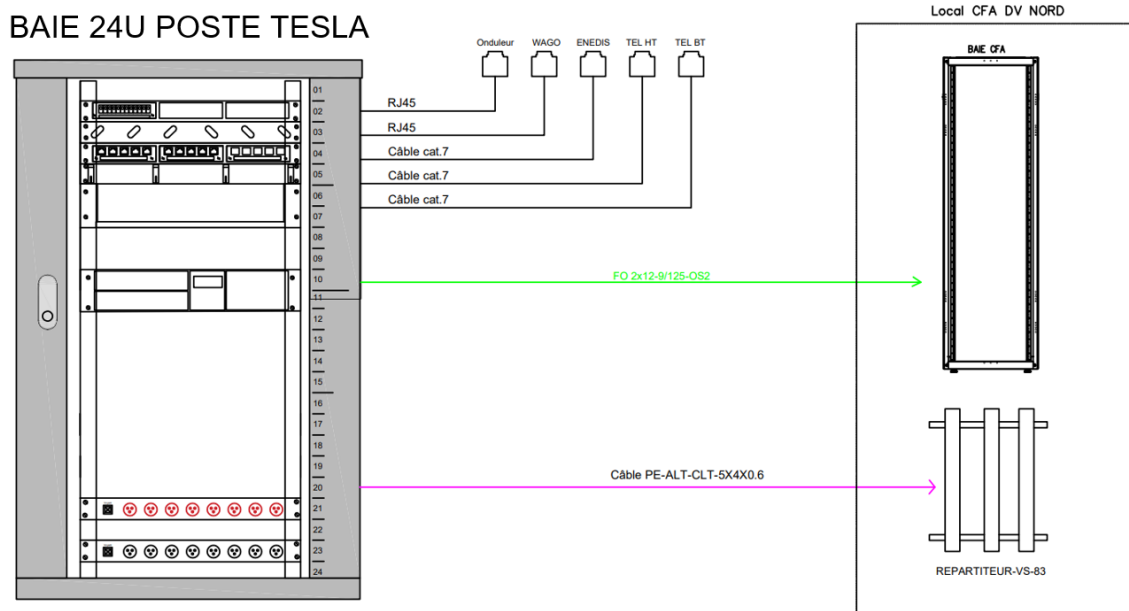 Local CFA DV NORD
BAIE 24U POSTE TESLA
Onduleur WAGO ENEDIS TEL HT TEL BT
BAIE CFA
01
02
03
04
05
06
07
08
09
10
11
12
13
14
15
16
17
18
19
20
21
22
23
24
RJ45
RJ45
Câble cat.7
Câble cat.7
Câble cat.7
FO 2x12-9/125-OS2
Câble PE-ALT-CLT-5X4X0.6
REPARTITEUR-VS-83